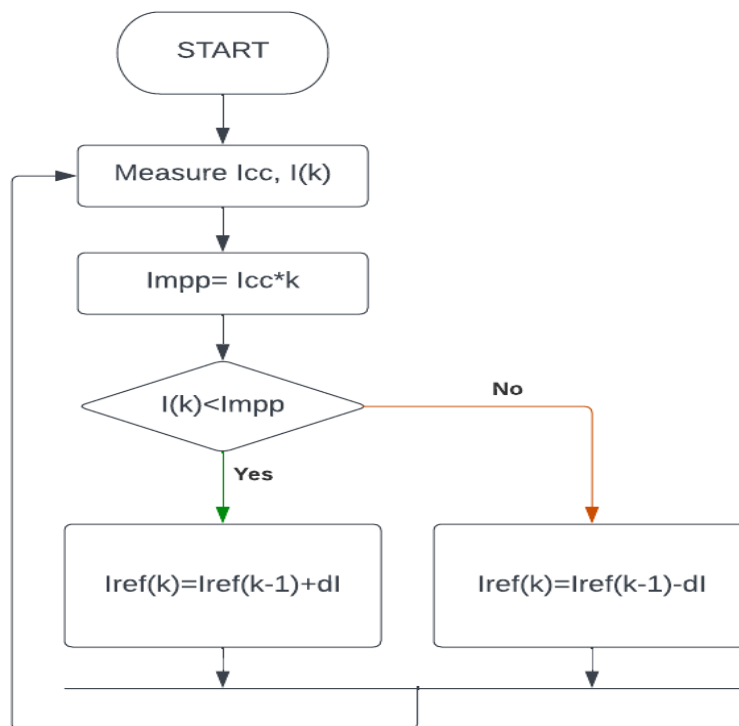 START
Measure Icc, I(k)
Impp= Icc*k
I(k)<Impp
No
Yes
Iref(k)=Iref(k-1)+dI
Iref(k)=Iref(k-1)-dI